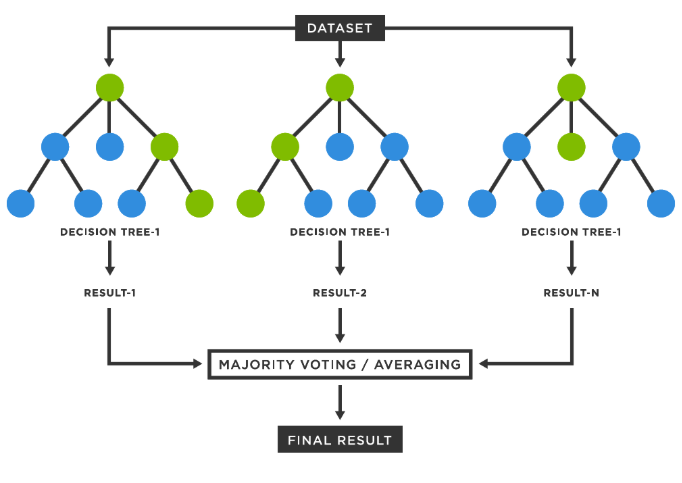 DATASET
DECISION TREE-1
DECISION TREE-1
DECISION TREE-1
RESULT-1
RESULT-2
RESULT-N
MAJORITY VOTING / AVERAGING
FINAL RESULT